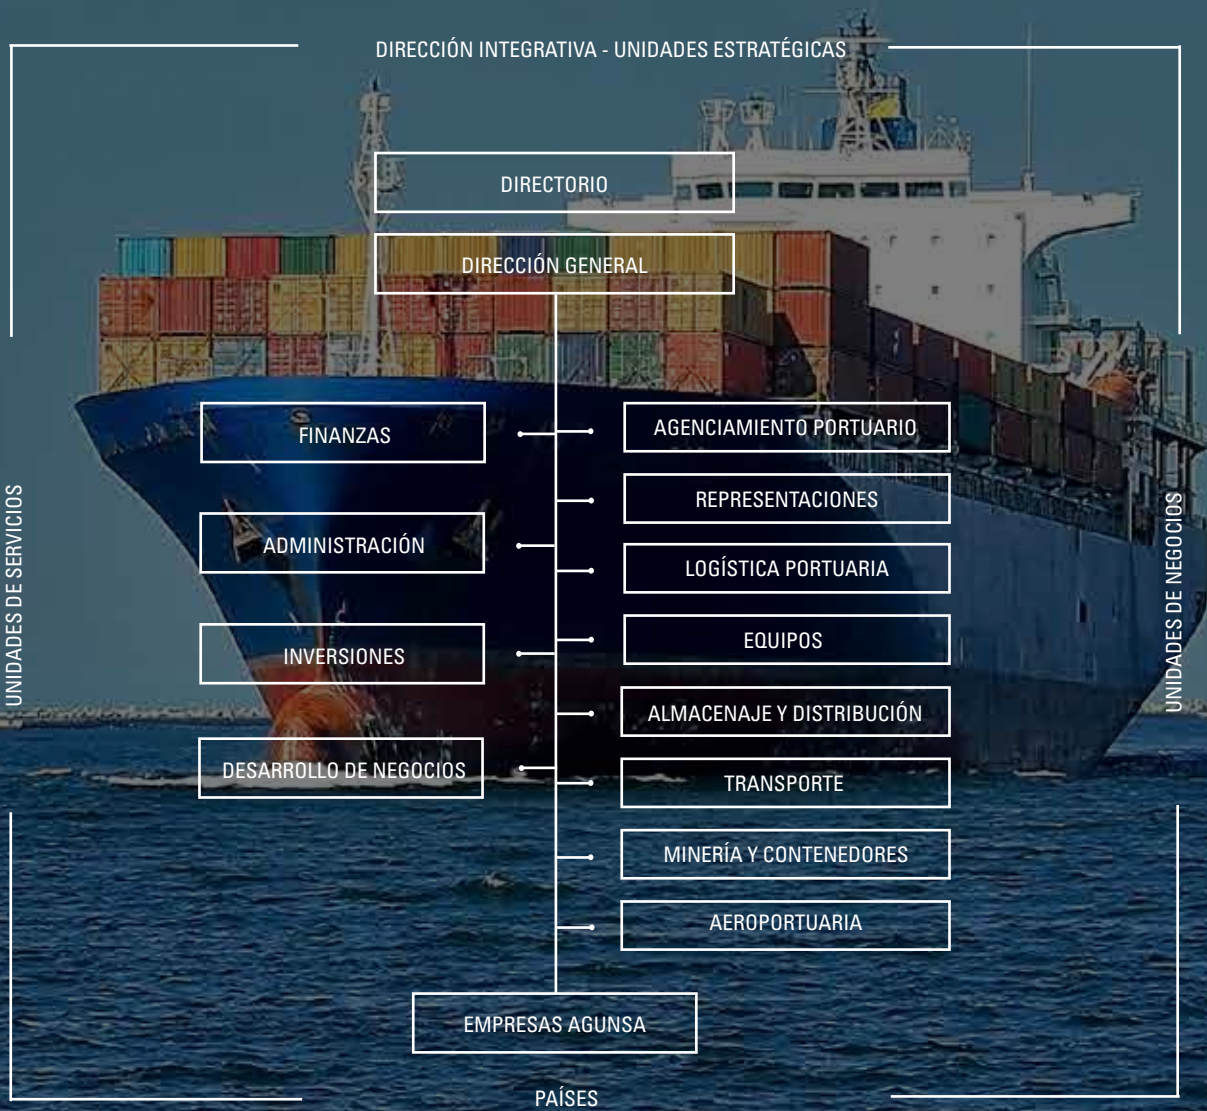 DIRECCIÓN INTEGRATIVA - UNIDADES ESTRATÉGICAS
DIRECTORIO
DIRECCIÓN GENERAL
UNIDADES DE SERVICIOS
FINANZAS
ADMINISTRACIÓN
INVERSIONES
DESARROLLO DE NEGOCIOS
AGENCIAMIENTO PORTUARIO
REPRESENTACIONES
LOGÍSTICA PORTUARIA
EQUIPOS
ALMACENAJE Y DISTRIBUCIÓN
TRANSPORTE
MINERÍA Y CONTENEDORES
AEROPORTUARIA
UNIDADES DE NEGOCIOS
EMPRESAS AGUNSA
PAÍSES